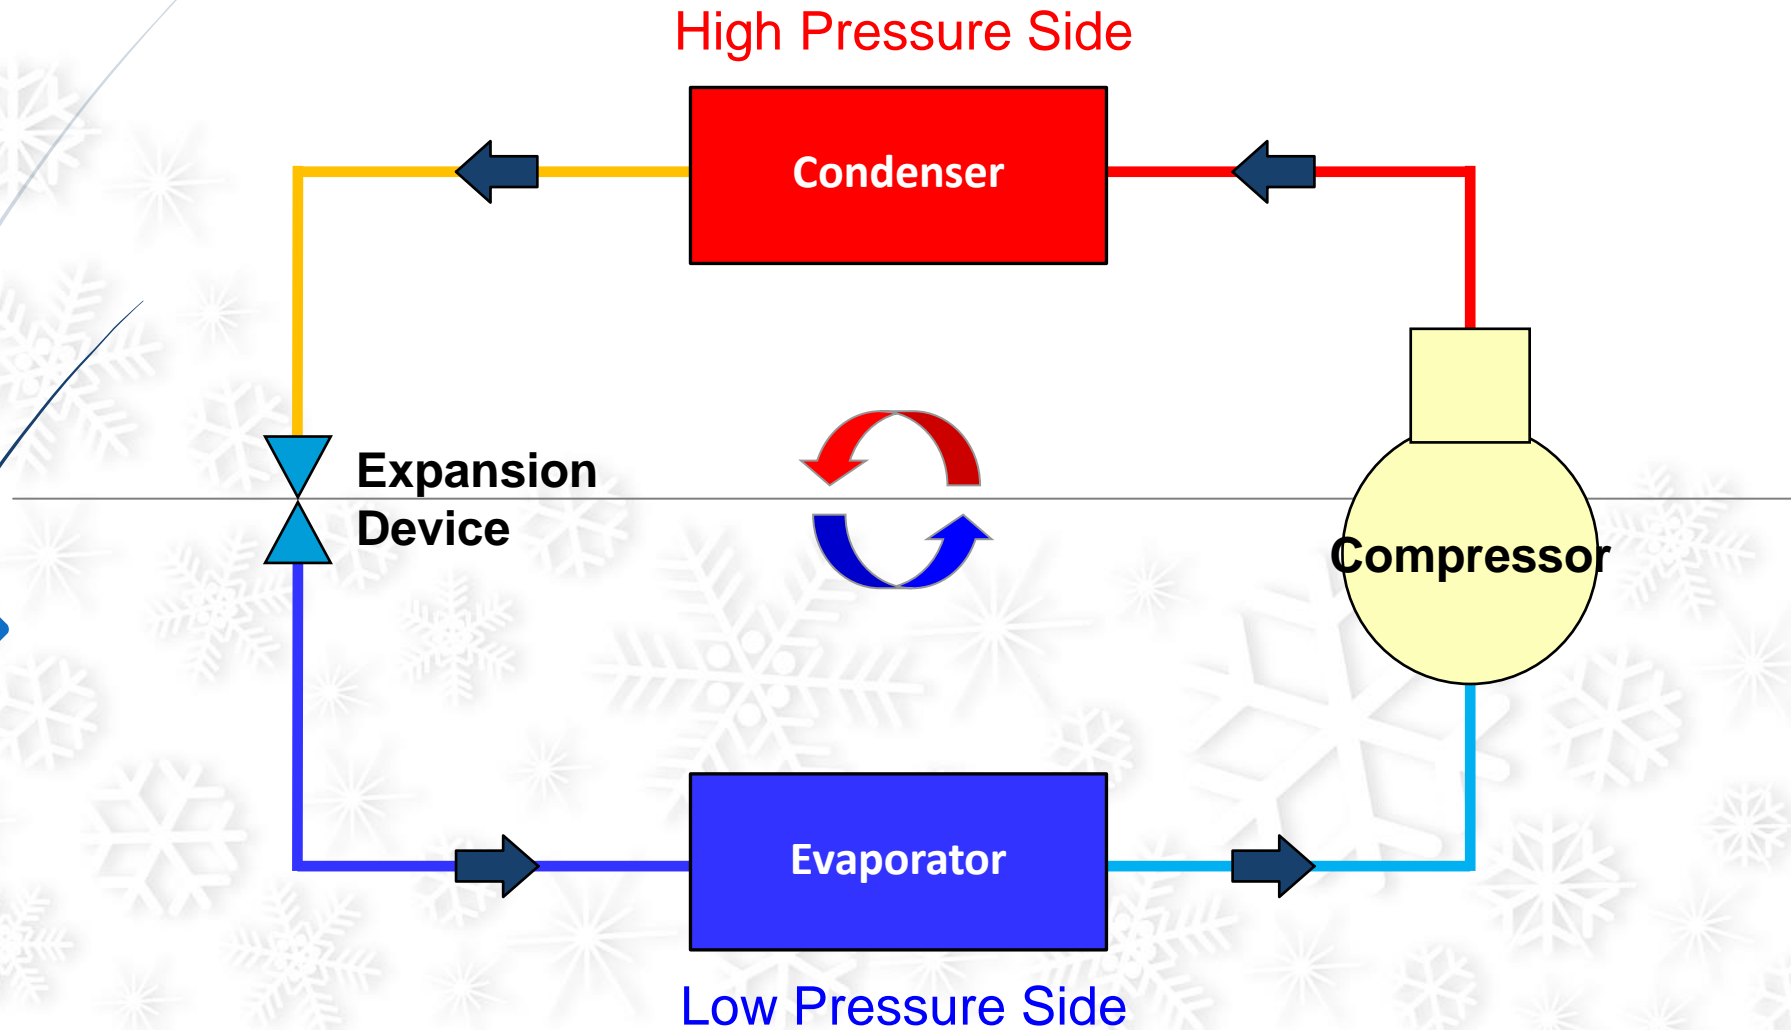 High Pressure Side
Condenser
Expansion
Device
Compressor
Evaporator
Low Pressure Side